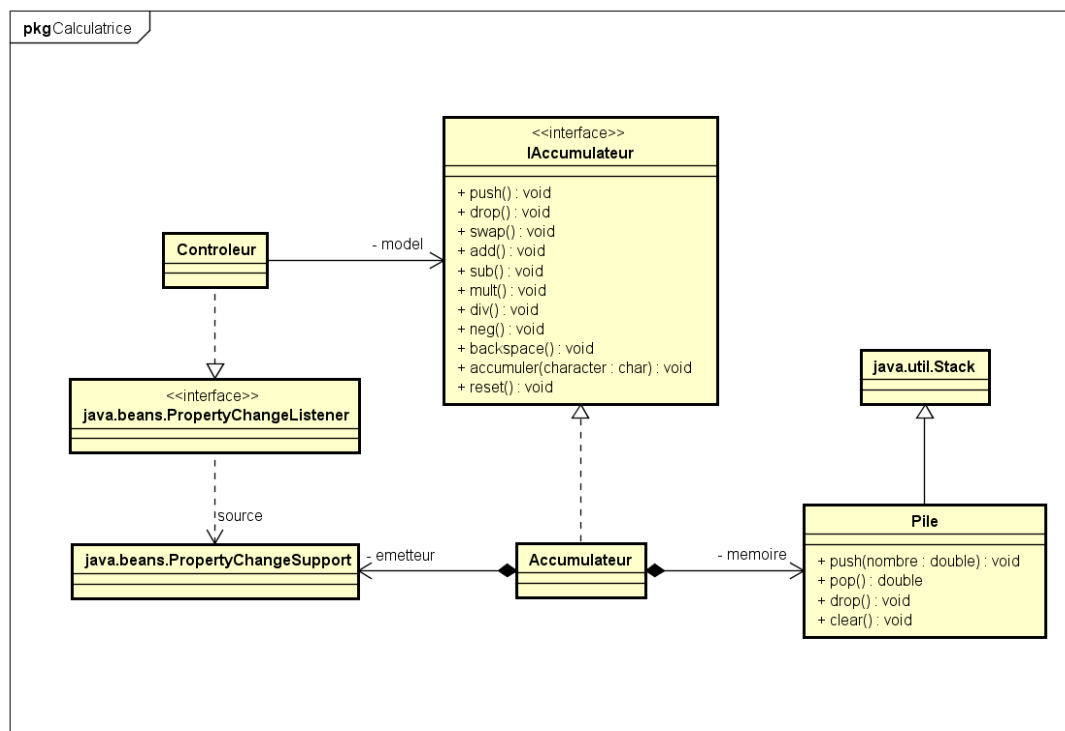 pkg Calculatrice
<<interface>>
IAccumulateur
+ push() : void
+ drop() : void
+ swap() : void
+ add() : void
+ sub() : void
+ mult() : void
+ div() : void
+ neg() : void
+ backspace() : void
+ accumuler(character : char) : void
+ reset() : void
Controleur
- model
java.util.Stack
<<interface>>
java.beans.PropertyChangeListener
source
java.beans.PropertyChangeSupport
- emetteur
Accumulateur
- memoire
Pile
+ push(nombre : double) : void
+ pop() : double
+ drop() : void
+ clear() : void